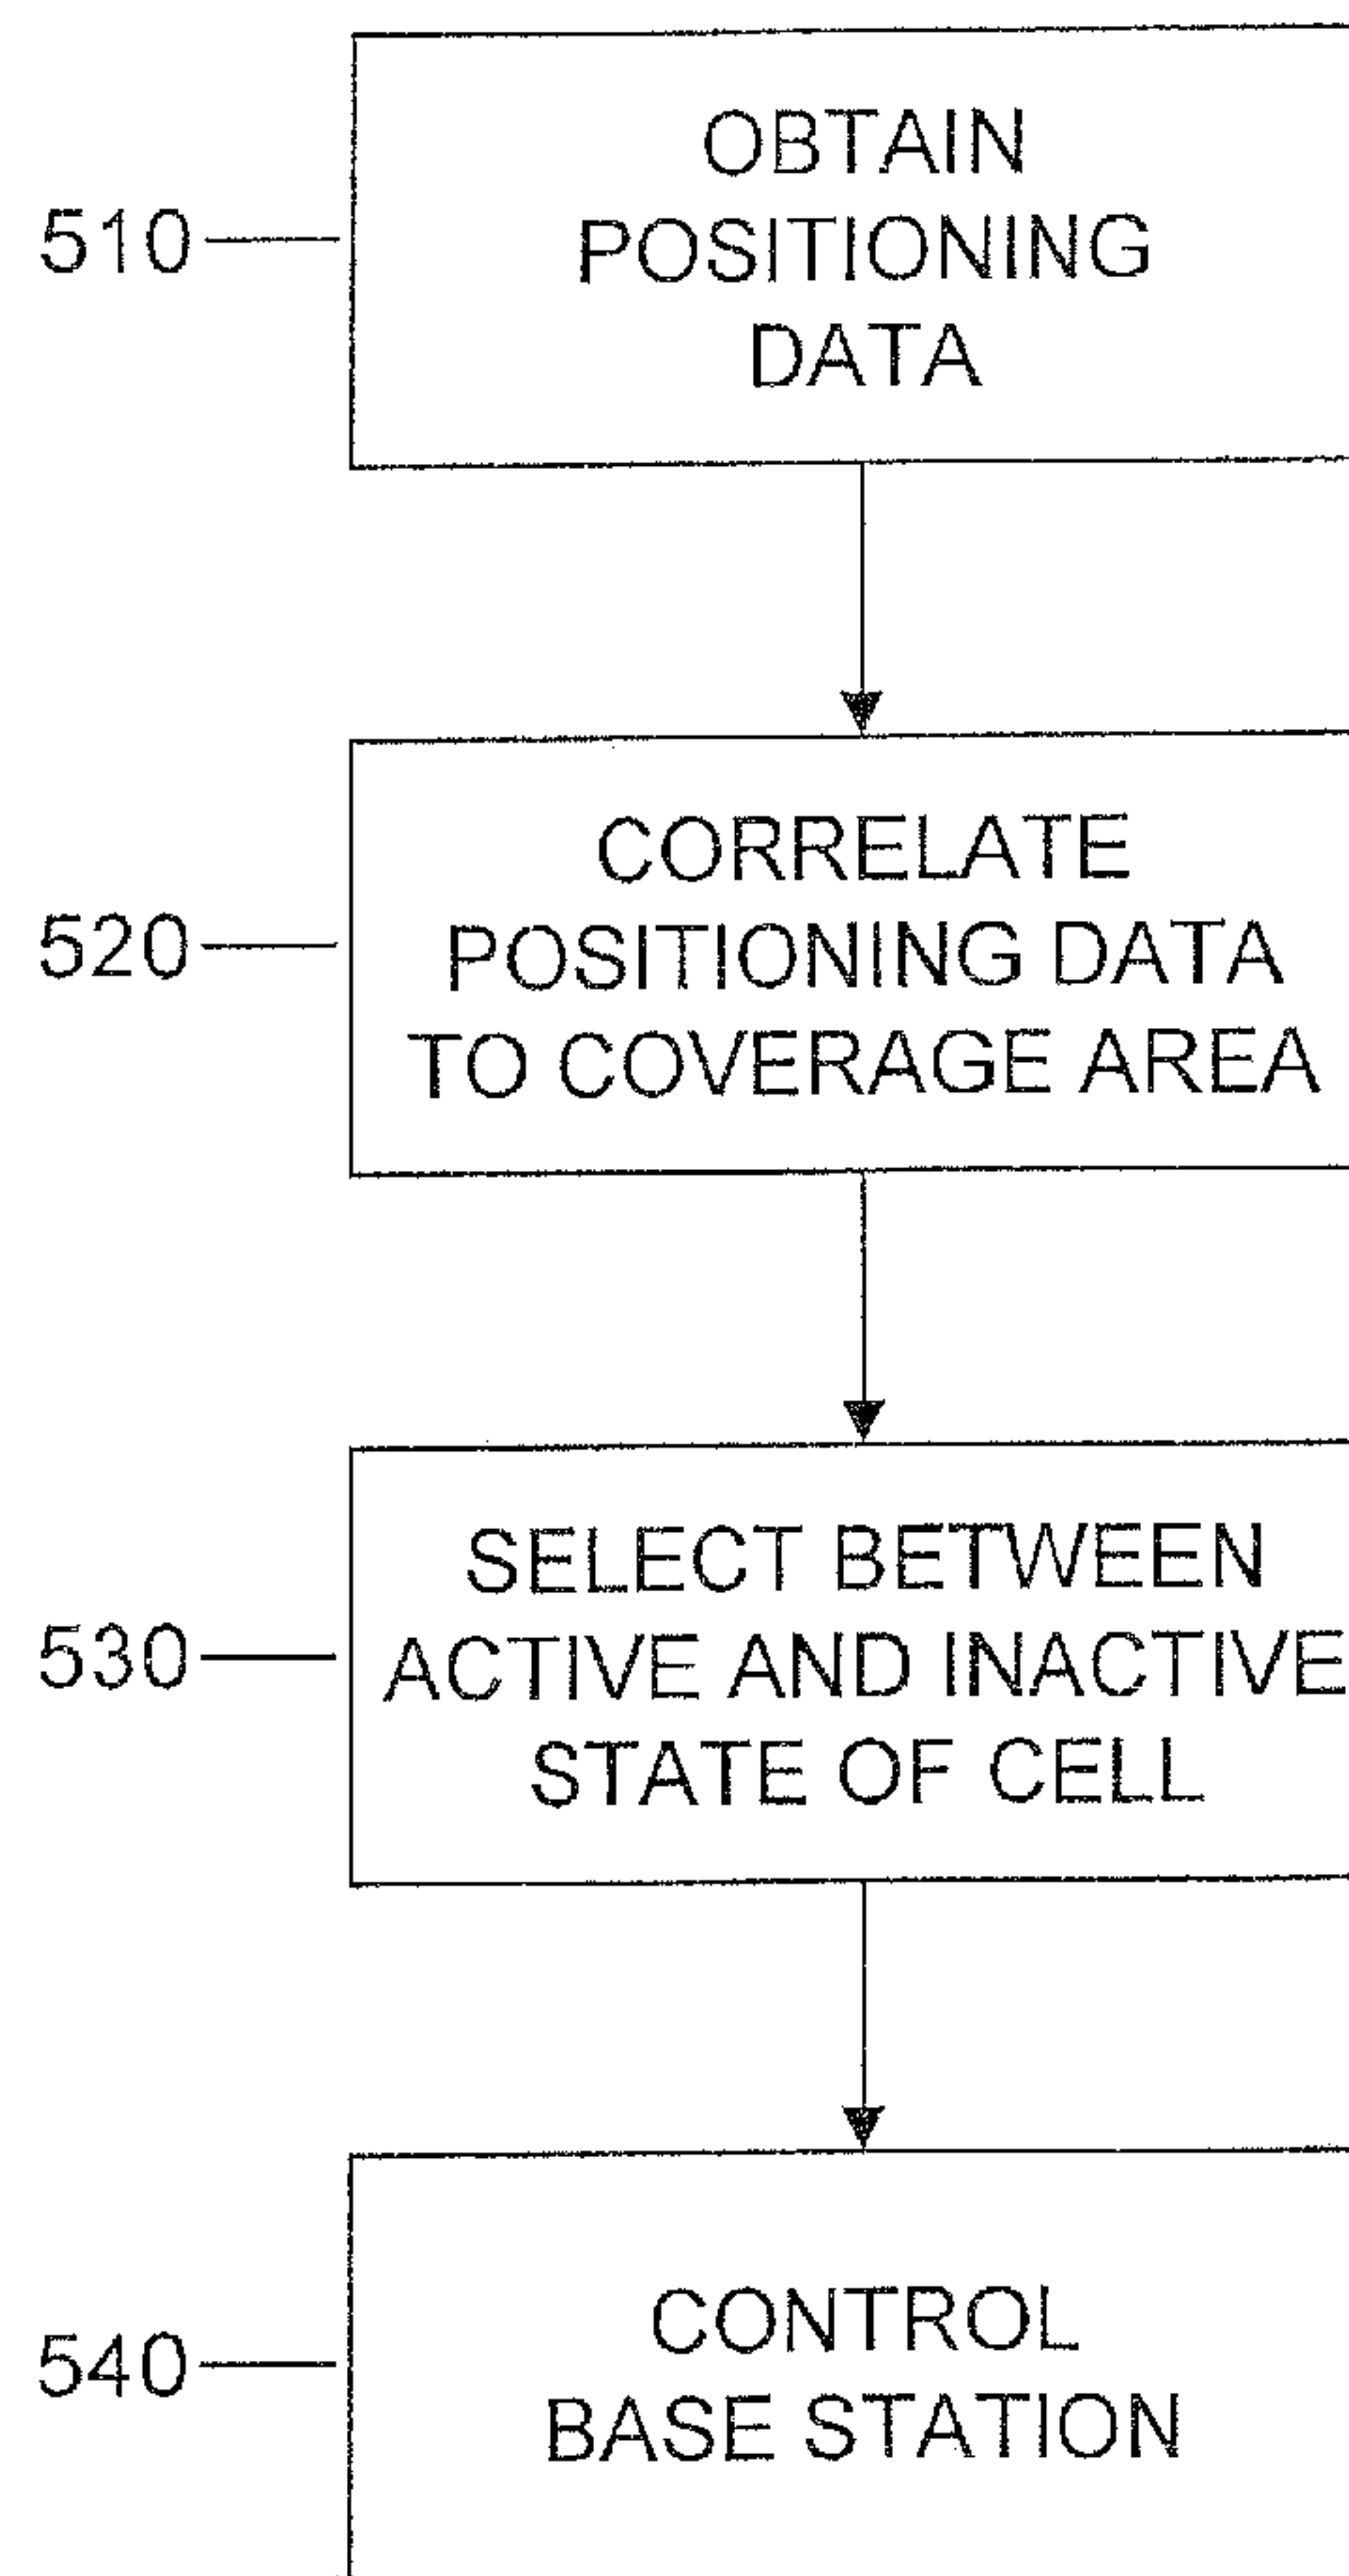 510
OBTAIN
POSITIONING
DATA
520
CORRELATE
POSITIONING DATA
TO COVERAGE AREA
530
SELECT BETWEEN
ACTIVE AND INACTIVE
STATE OF CELL
540
CONTROL
BASE STATION